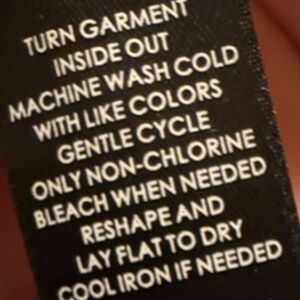 TURN GARMENT
INSIDE OUT
MACHINE WASH COLD
WITH LIKE COLORS
GENTLE CYCLE
ONLY NON-CHLORINE
BLEACH WHEN NEEDED
RESHAPE AND
LAY FLAT TO DRY
COOL IRON IF NEEDED